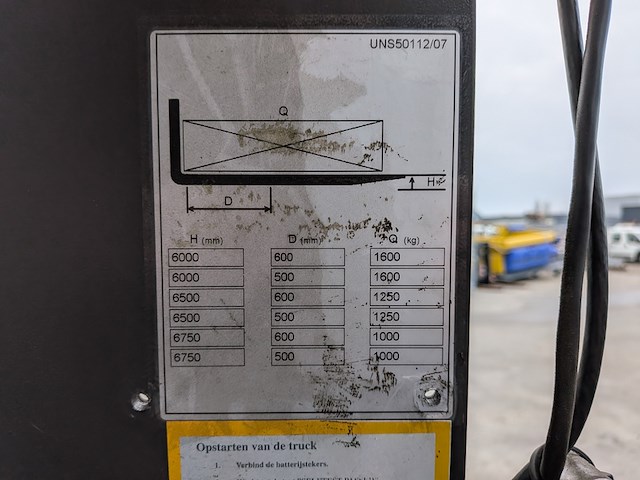 UNS50112/07
Q
H
D
H (mm) D (mm) Q (kg)
6000 600 1600
6000 500 1600
6500 600 1250
6500 500 1250
6750 600 1000
6750 500 1000
Opstarten van de truck
1. Verbind de batterijstekers.